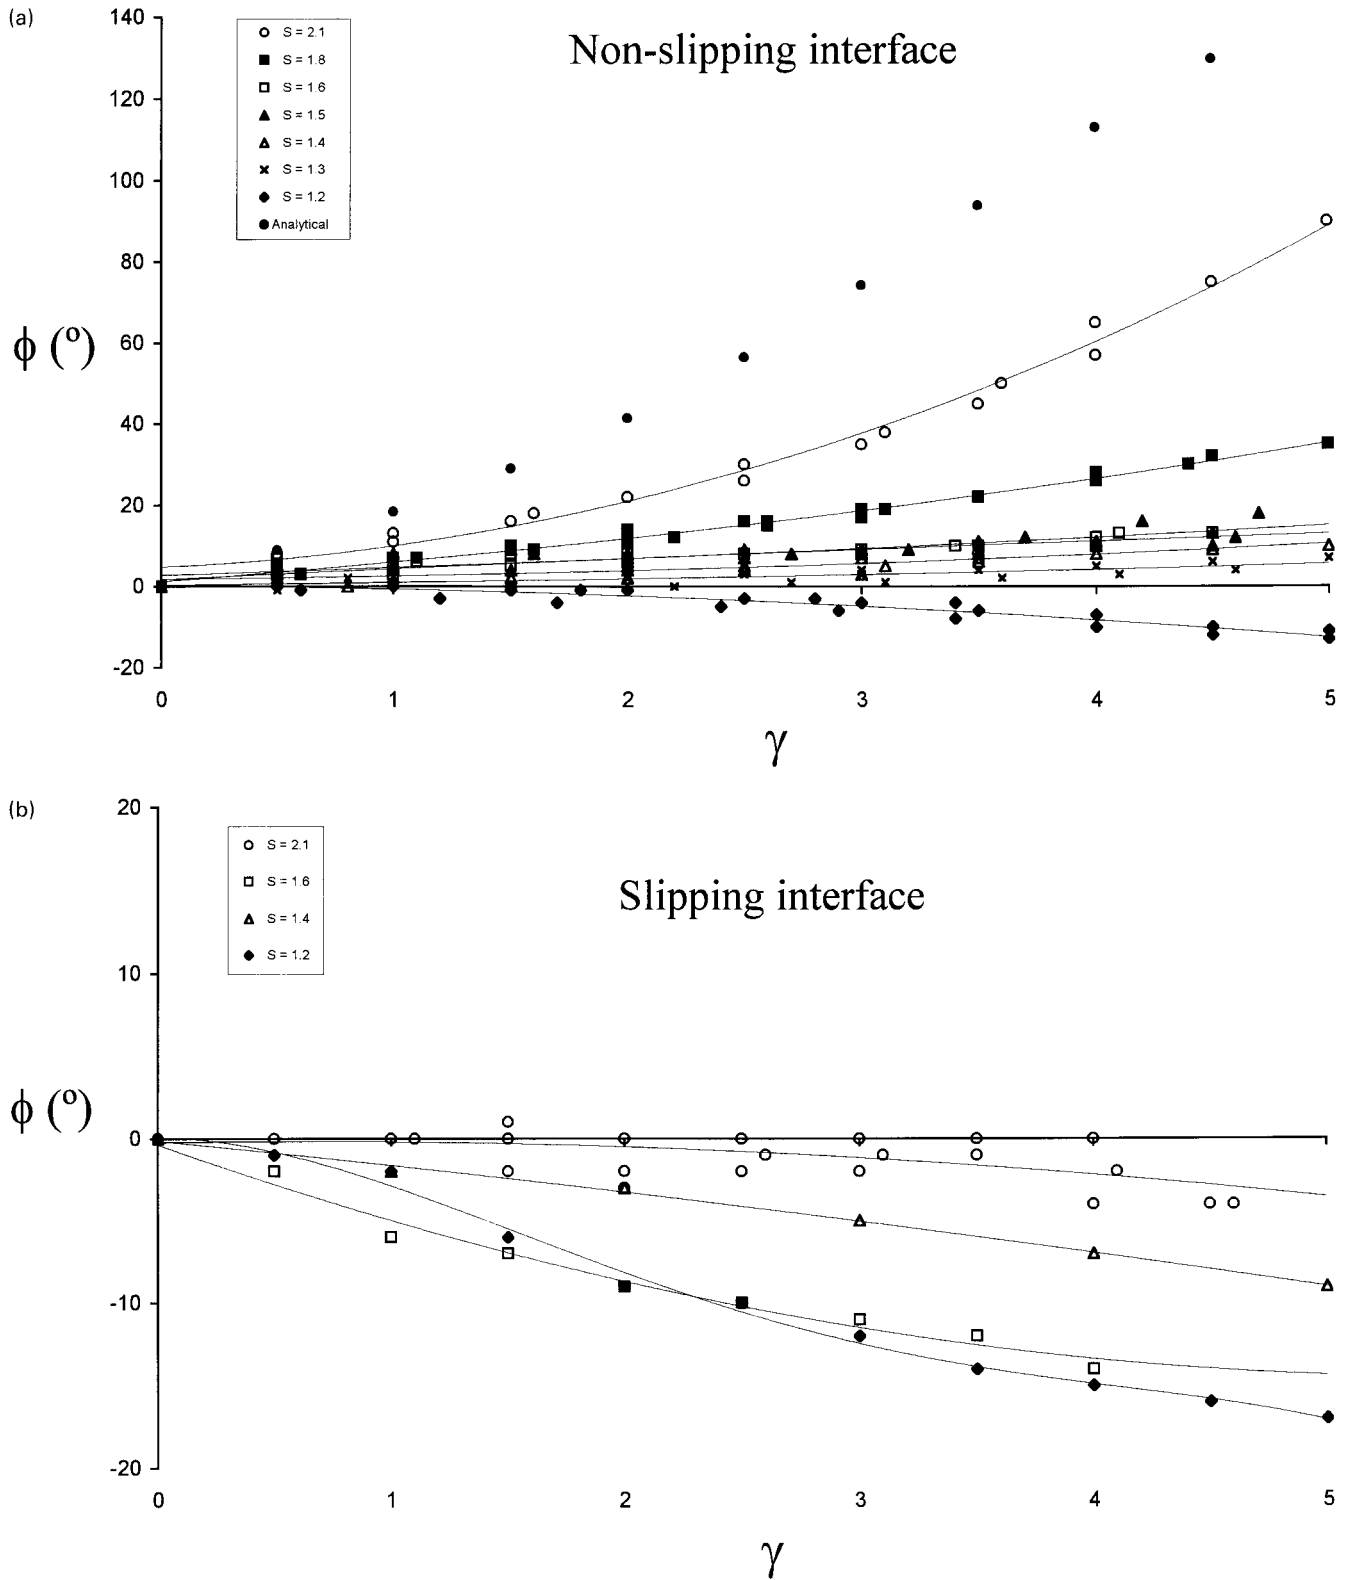 (a)
140
120
100
80
60
40
20
0
-20
S = 2.1
S = 1.8
S = 1.6
S = 1.5
S = 1.4
S = 1.3
S = 1.2
Analytical
Non-slipping interface
ϕ (º)
0 1 2 3 4 5
γ
(b)
20
10
0
-10
-20
S = 2.1
S = 1.6
S = 1.4
S = 1.2
Slipping interface
ϕ (º)
0 1 2 3 4 5
γ